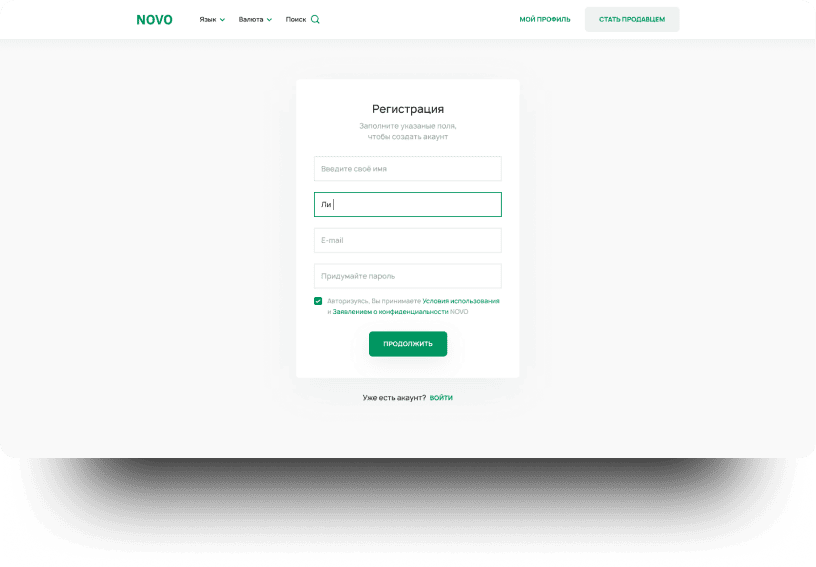 NOVO Язык Валюта Поиск МОЙ ПРОФИЛЬ СТАТЬ ПРОДАВЦЕМ
Регистрация
Заполните указаные поля,
чтобы создать акаунт
Введите своё имя
Ли
E-mail
Придумайте пароль
Авторизуясь, Вы принимаете Условия использования
и Заявлением о конфиденциальности NOVO
ПРОДОЛЖИТЬ
Уже есть акаунт? ВОЙТИ